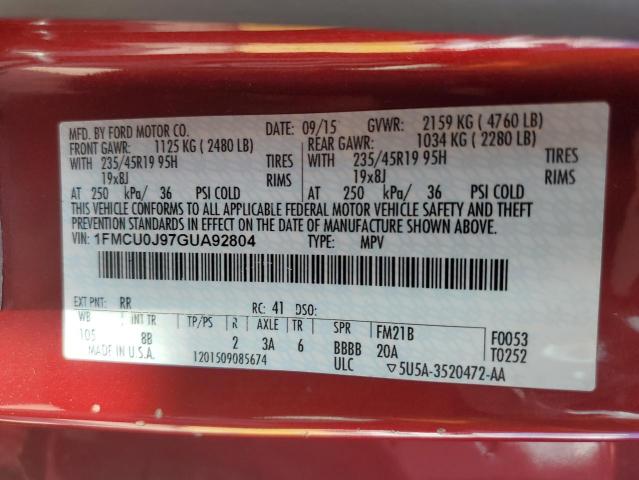 MFD. BY FORD MOTOR CO. DATE: 09/15 GVWR: 2159 KG ( 4760 LB)
FRONT GAWR: 1125 KG ( 2480 LB) REAR GAWR: 1034 KG ( 2280 LB)
WITH 235/45R19 95H TIRES WITH 235/45R19 95H TIRES
19x8J RIMS 19x8J RIMS
AT 250 kPa/ 36 PSI COLD AT 250 kPa/ 36 PSI COLD
THIS VEHICLE CONFORMS TO ALL APPLICABLE FEDERAL MOTOR VEHICLE SAFETY AND THEFT
PREVENTION STANDARDS IN EFFECT ON THE DATE OF MANUFACTURE SHOWN ABOVE.
VIN: 1FMCU0J97GUA92804 TYPE: MPV
EXT PNT: RR RC: 41 DSO:
WB INT TR TP/PS R AXLE TR SPR FM21B F0053
105 8B 2 3A 6 BBBB 20A T0252
MADE IN U.S.A. 1201509085674 ULC ▽5U5A-3520472-AA